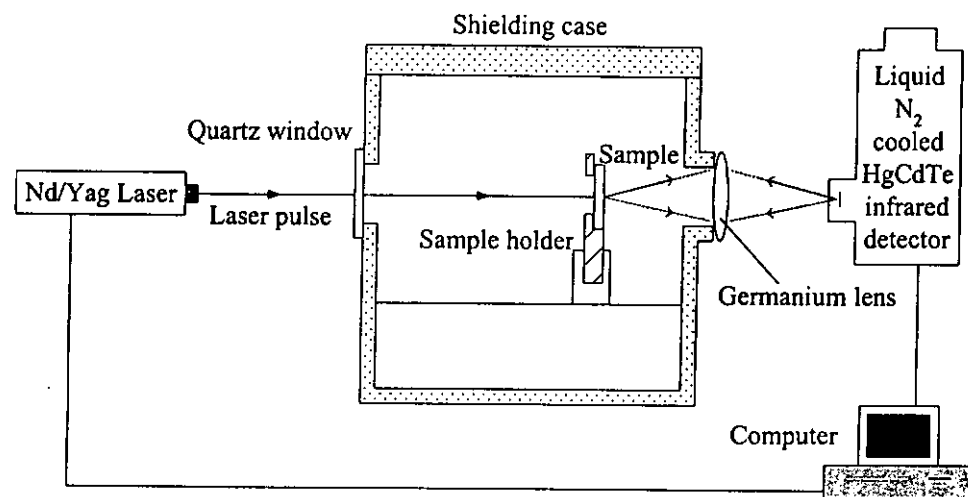 Shielding case
Quartz window
Nd/Yag Laser
Laser pulse
Sample
Sample holder
Germanium lens
Liquid
N₂
cooled
HgCdTe
infrared
detector
Computer